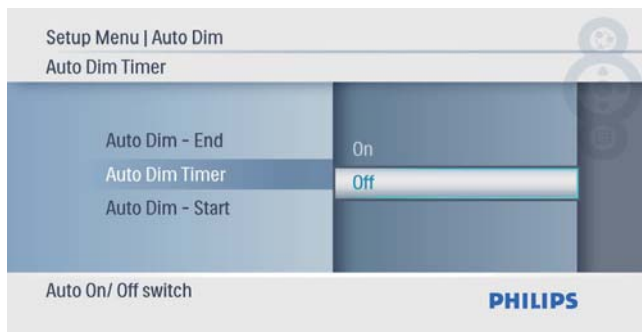 Setup Menu | Auto Dim
Auto Dim Timer
Auto Dim - End
Auto Dim Timer
Auto Dim - Start
On
Off
Auto On/ Off switch
PHILIPS